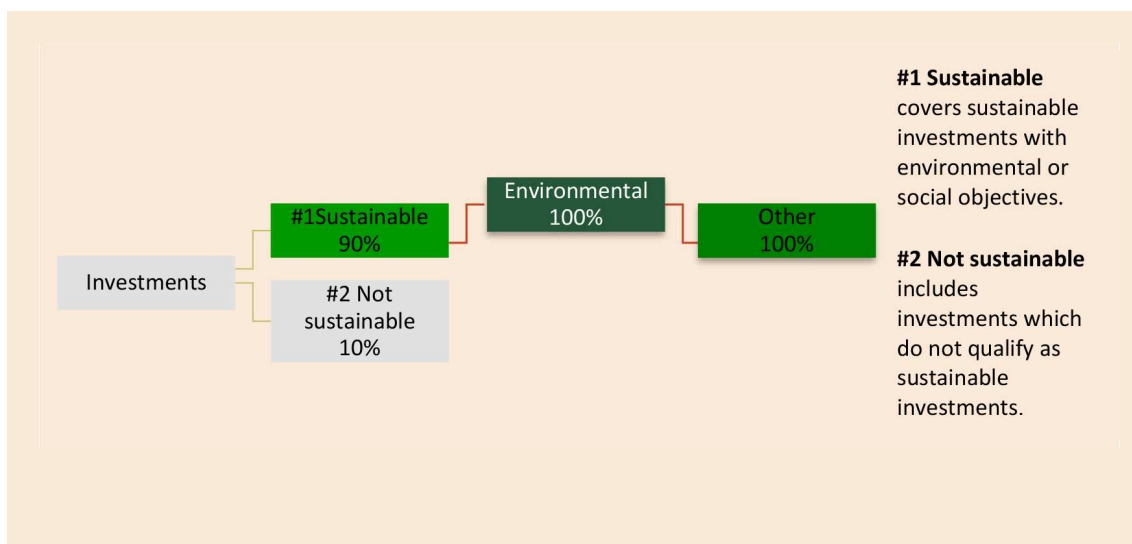 Investments
#1Sustainable
90%
#2 Not
sustainable
10%
Environmental
100%
Other
100%
#1 Sustainable
covers sustainable
investments with
environmental or
social objectives.
#2 Not sustainable
includes
investments which
do not qualify as
sustainable
investments.